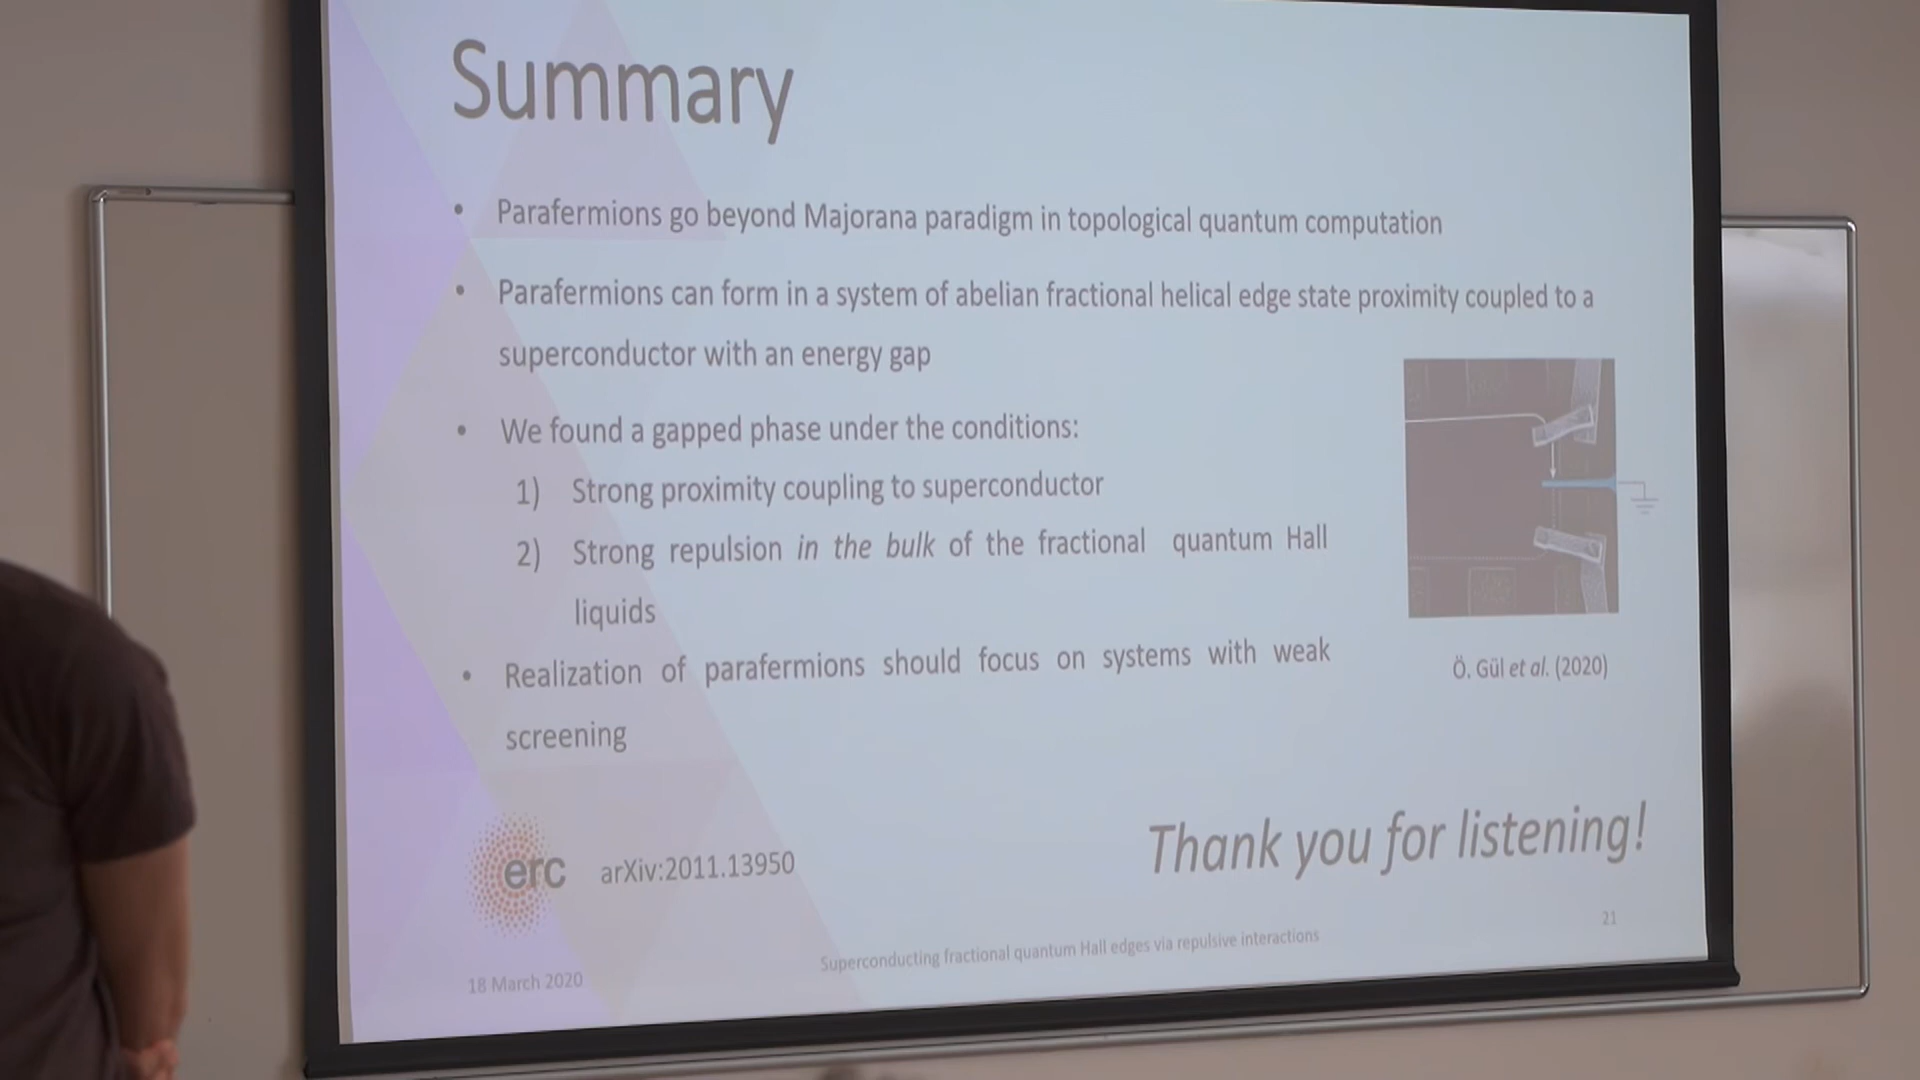 Summary
• Parafermions go beyond Majorana paradigm in topological quantum computation
• Parafermions can form in a system of abelian fractional helical edge state proximity coupled to a
superconductor with an energy gap
• We found a gapped phase under the conditions:
1) Strong proximity coupling to superconductor
2) Strong repulsion in the bulk of the fractional quantum Hall
liquids
• Realization of parafermions should focus on systems with weak
screening
Ö. Gül et al. (2020)
erc arXiv:2011.13950
Thank you for listening!
21
Superconducting fractional quantum Hall edges via repulsive interactions
18 March 2020